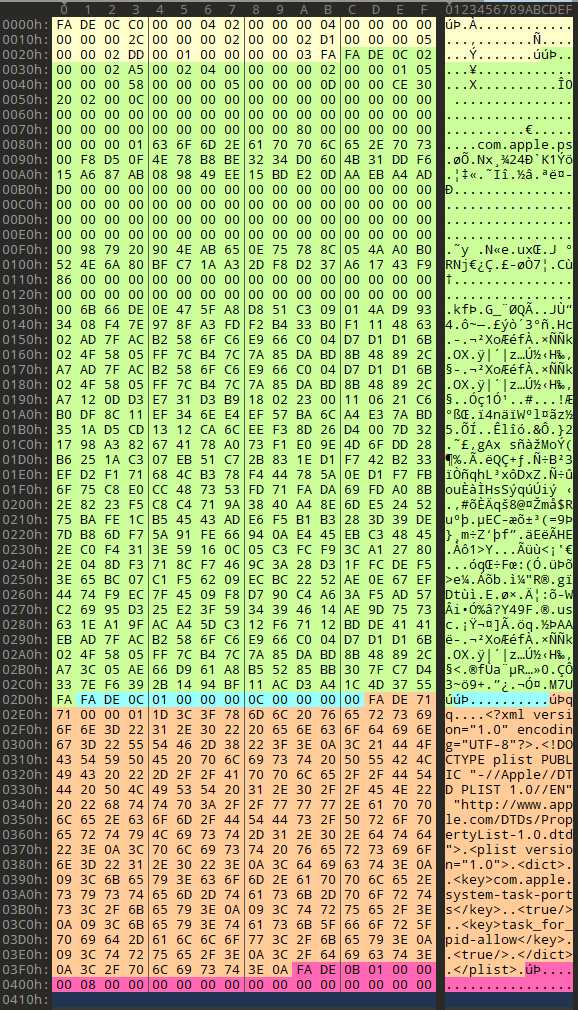 0 1 2 3 4 5 6 7 8 9 A B C D E F 0123456789ABCDEF
0000h: FA DE 0C C0 00 00 04 02 00 00 00 04 00 00 00 00 úÞ.À............
0010h: 00 00 00 2C 00 00 00 02 00 00 02 D1 00 00 00 05 ...,.......Ñ....
0020h: 00 00 02 DD 00 01 00 00 00 00 03 FA FA DE 0C 02 ...Ý.......úúÞ..
0030h: 00 00 02 A5 00 02 04 00 00 00 00 02 00 00 01 05 ...¥............
0040h: 00 00 00 58 00 00 00 05 00 00 00 0D 00 00 CE 30 ...X..........Î0
0050h: 20 02 00 0C 00 00 00 00 00 00 00 00 00 00 00 00 ...............
0060h: 00 00 00 00 00 00 00 00 00 00 00 00 00 00 00 00 ................
0070h: 00 00 00 00 00 00 00 00 00 00 80 00 00 00 00 00 ..........€.....
0080h: 00 00 00 01 63 6F 6D 2E 61 70 70 6C 65 2E 70 73 ....com.apple.ps
0090h: 00 F8 D5 0F 4E 78 B8 BE 32 34 D0 60 4B 31 DD F6 .øÕ.Nx¸¾24Ð`K1Ýö
00A0h: 15 A6 87 AB 08 98 49 EE 15 BD E2 0D AA EB A4 AD
00B0h: D0 00 00 00 00 00 00 00 00 00 00 00 00 00 00 00 Ð...............
00C0h: 00 00 00 00 00 00 00 00 00 00 00 00 00 00 00 00 ................
00D0h: 00 00 00 00 00 00 00 00 00 00 00 00 00 00 00 00 ................
00E0h: 00 00 00 00 00 00 00 00 00 00 00 00 00 00 00 00 ................
00F0h: 00 98 79 20 90 4E AB 65 0E 75 78 8C 05 4A A0 B0 .˜y .N«e.uxŒ.J °
0100h: 52 4E 6A 80 BF C7 1A A3 2D F8 D2 37 A6 17 43 F9 RNj€¿Ç.£-øÒ7¦.Cù
0110h: 86 00 00 00 00 00 00 00 00 00 00 00 00 00 00 00 †...............
0120h: 00 00 00 00 00 00 00 00 00 00 00 00 00 00 00 00 ................
0130h: 00 6B 66 DE 0E 47 5F A8 D8 51 C3 09 01 4A D9 93 .kfÞ.G_¨ØQÃ..JÙ“
0140h: 34 08 F4 7E 97 8F A3 FD F2 B4 33 B0 F1 11 48 63 4.ô~—.£ýò´3°ñ.Hc
0150h: 02 AD 7F AC B2 58 6F C6 E9 66 C0 04 D7 D1 D1 6B
0160h: 02 4F 58 05 FF 7C B4 7C 7A 85 DA BD 8B 48 89 2C .OX.ÿ|´|z…Ú½‹H‰,
0170h: A7 AD 7F AC B2 58 6F C6 E9 66 C0 04 D7 D1 D1 6B
0180h: 02 4F 58 05 FF 7C B4 7C 7A 85 DA BD 8B 48 89 2C .OX.ÿ|´|z…Ú½‹H‰,
0190h: A7 12 0D D3 E7 31 D3 B9 18 02 23 00 11 06 21 C6 §..Óç1Ó¹..#...!Æ
01A0h: B0 DF 8C 11 EF 34 6E E4 EF 57 BA 6C A4 E3 7A BD °ßŒ.ï4näïWºl¤ãz½
01B0h: 35 1A D5 CD 13 12 CA 6C EE F3 8D 26 D4 00 7D 32 5.ÕÍ..Êlîó.&Ô.}2
01C0h: 17 98 A3 82 67 41 78 A0 73 F1 F1 E0 9E 4D 6F DD 28
01D0h: B6 25 1A C3 07 EB 51 C7 2B 83 1E D1 F7 42 B2 33
01E0h: EF D2 F1 71 68 4C B3 78 F4 44 78 5A 0E D1 F7 FB
01F0h: 6F 75 C8 E0 CC 48 73 53 FD 71 FA DA 69 FD A0 8B
0200h: 2E 82 23 F5 C8 C4 71 9A 38 40 A4 8E 6D E5 24 52 .‚#õÈÄqš8@¤Žmå$R
0210h: 75 BA FE 1C B5 45 43 AD E6 F5 B1 B3 28 3D 39 DE
0220h: 7D B8 6D F7 5A 91 FE 66 94 0A E4 45 EB C3 48 45 }¸m÷Z‘þf”.äEëÃHE
0230h: 2E C0 F4 31 3E 59 16 0C 05 C3 FC F9 3C A1 27 80 .Àô1>Y...Ãüù<¡'€
0240h: 2E 04 8D F3 71 8C F7 46 9C 3A 28 D3 1F FC DE F5 ...óqŒ÷Fœ:(Ó.üÞõ
0250h: 3E 65 BC 07 C1 F5 62 09 EC BC 22 52 AE 0E 67 EF >e¼.Áõb.ì¼"R®.gï
0260h: 44 74 F9 EC 7F 45 09 F8 D7 90 C4 A6 3A F5 AD 57
0270h: C2 69 95 D3 25 E2 F3 59 34 39 46 14 AE 9D 75 73
0280h: 63 1E A1 9F AC A4 5D C3 12 F6 71 12 BD DE 41 41
0290h: EB AD 7F AC B2 58 6F C6 E9 66 C0 04 D7 D1 D1 6B
02A0h: 02 4F 58 05 FF 7C B4 7C 7A 85 DA BD 8B 48 89 2C .OX.ÿ|´|z…Ú½‹H‰,
02B0h: A7 3C 05 AE 66 D9 61 A8 B5 52 85 BB 30 7F C7 D4
02C0h: 33 7E F6 39 2B 14 94 BF 11 AC D3 A4 1C 4D 37 55 3~ö9+.”¿.¬Ó¤.M7U
02D0h: FA FA DE 0C 01 00 00 00 0C 00 00 00 00 FA DE 71 úúÞ..........úÞq
02E0h: 71 00 00 01 1D 3C 3F 78 6D 6C 20 76 65 72 73 69 q....<?xml versi
02F0h: 6F 6E 3D 22 31 2E 30 22 20 65 6E 63 6F 64 69 6E on="1.0" encodin
0300h: 67 3D 22 55 54 46 2D 38 22 3F 3E 0A 3C 21 44 4F g="UTF-8"?>.<!DO
0310h: 43 54 59 50 45 20 70 6C 69 73 74 20 50 55 42 4C CTYPE plist PUBL
0320h: 49 43 20 22 2D 2F 2F 41 70 70 6C 65 2F 2F 44 54 IC "-//Apple//DT
0330h: 44 20 50 4C 49 53 54 20 31 2E 30 2F 2F 45 4E 22 D PLIST 1.0//EN"
0340h: 20 22 68 74 74 70 3A 2F 2F 77 77 77 2E 61 70 70 "http://www.app
0350h: 6C 65 2E 63 6F 6D 2F 44 54 44 73 2F 50 72 6F 70 le.com/DTDs/Prop
0360h: 65 72 74 79 4C 69 73 74 2D 31 2E 30 2E 64 74 64 ertyList-1.0.dtd
0370h: 22 3E 0A 3C 70 6C 69 73 74 20 76 65 72 73 69 6F ">.<plist versio
0380h: 6E 3D 22 31 2E 30 22 3E 0A 3C 64 69 63 74 3E 0A n="1.0">.<dict>.
0390h: 09 3C 6B 65 79 3E 63 6F 6D 2E 61 70 70 6C 65 2E .<key>com.apple.
03A0h: 73 79 73 74 65 6D 2D 74 61 73 6B 2D 70 6F 72 74 system-task-port
03B0h: 73 3C 2F 6B 65 79 3E 0A 09 3C 74 72 75 65 2F 3E s</key>..<true/>
03C0h: 0A 09 3C 6B 65 79 3E 74 61 73 6B 5F 66 6F 72 5F ..<key>task_for_
03D0h: 70 69 64 2D 61 6C 6C 6F 77 3C 2F 6B 65 79 3E 0A pid-allow</key>.
03E0h: 09 3C 74 72 75 65 2F 3E 0A 3C 2F 64 69 63 74 3E .<true/>.</dict>
03F0h: 0A 3C 2F 70 6C 69 73 74 3E 0A FA DE 0B 01 00 00 .</plist>.úÞ....
0400h: 00 08 00 00 00 00 00 00 00 00 00 00 00 00 00 00 ................
0410h: